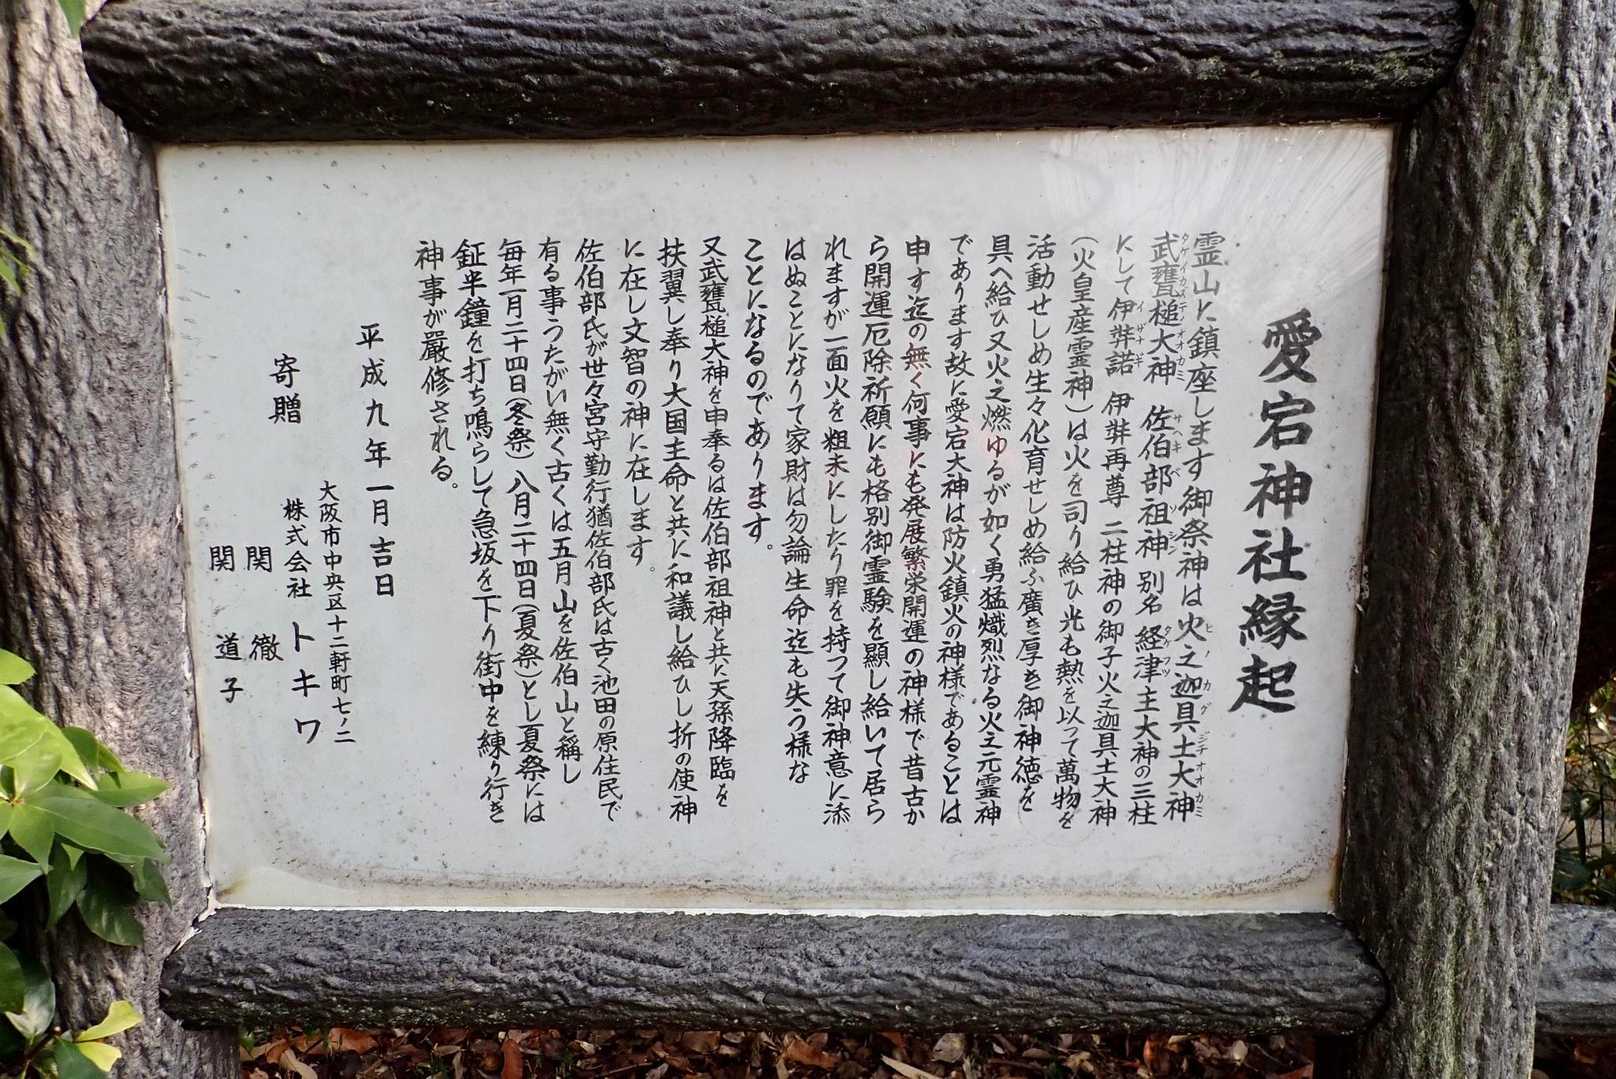 愛宕神社縁起
霊山に鎮座します御祭神は火之迦具土大神
武甕槌大神 佐伯部祖神 別名 経津主大神の三柱
にして伊弉諾 伊弉再尊 二柱神の御子火之迦具土大神
(火皇産霊神)は火を司り給ひ光も熱を以って萬物を
活動せしめ生々化育せしめ給ふ廣き厚き御神徳を
具へ給ひ又火之燃ゆるが如く勇猛熾烈なる火之元霊神
であります故に愛宕大神は防火鎮火の神様であることは
申す迄の無く何事にも発展繁栄開運の神様で昔古か
ら開運厄除祈願にも格別御霊験を顕し給いて居ら
れますが一面火を粗末にしたり罪を持つて御神意に添
はぬことになりて家財は勿論生命迄も失う様な
ことになるのであります。
又武甕槌大神を申奉るは佐伯部祖神と共に天孫降臨を
扶翼し奉り大国主命と共に和議し給ひし折の使神
に在し文智の神に在します。
佐伯部氏が世々宮守勤行猶佐伯部氏は古く池田の原住民で
有る事うたがい無く古くは五月山を佐伯山と稱し
毎年一月二十四日(冬祭)八月二十四日(夏祭)とし夏祭には
鉦半鐘を打ち鳴らして急坂を下り街中を練り行き
神事が嚴修される。
平成九年一月吉日
大阪市中央区十二軒町七ノ二
寄贈 株式会社 トキワ
関 徹
関 道子